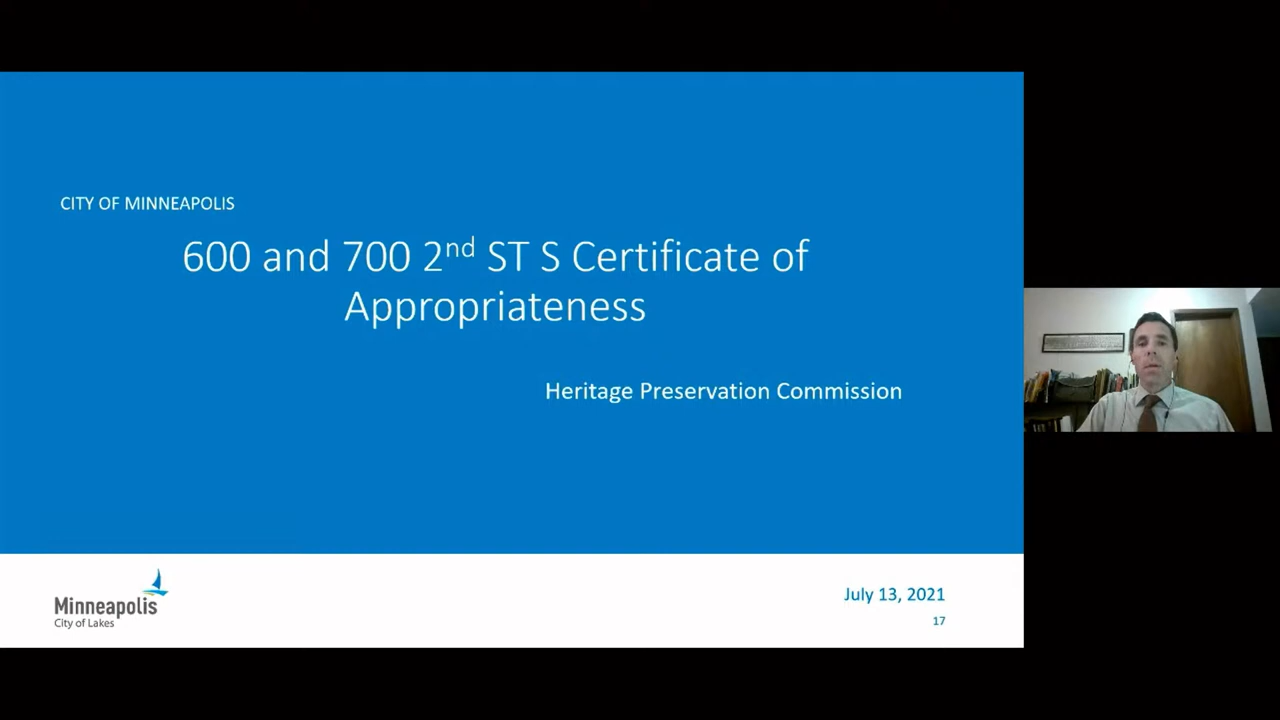 CITY OF MINNEAPOLIS
600 and 700 2nd ST S Certificate of
Appropriateness
Heritage Preservation Commission
Minneapolis
City of Lakes
July 13, 2021
17